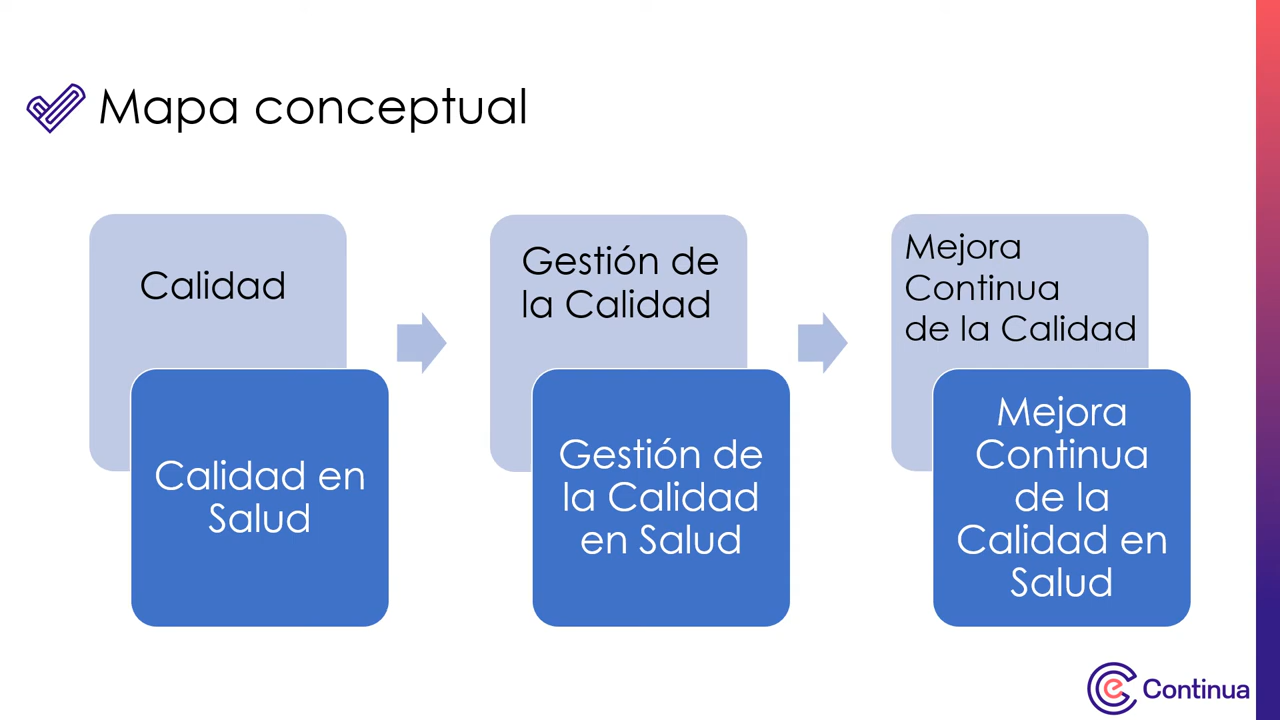 Mapa conceptual
Calidad
Calidad en
Salud
Gestión de
la Calidad
Gestión de
la Calidad
en Salud
Mejora
Continua
de la Calidad
Mejora
Continua
de la
Calidad en
Salud
e Continua